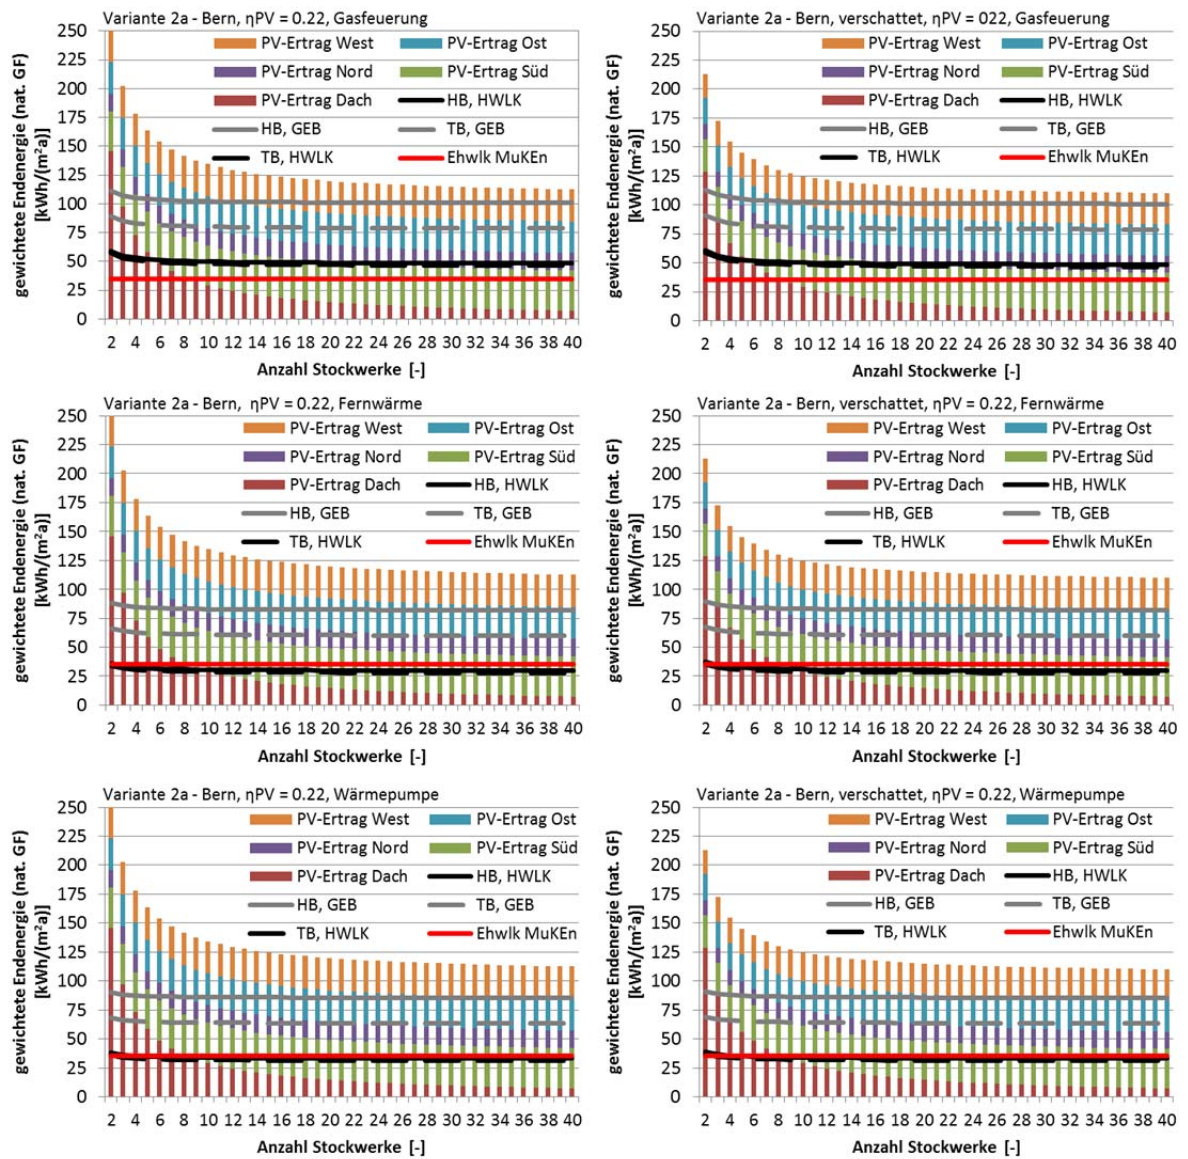 Variante 2a - Bern, ηPV = 0.22, Gasfeuerung
gewichtete Endenergie (nat. GF)
[kWh/(m²a)]
250
225
200
175
150
125
100
75
50
25
0
PV-Ertrag West
PV-Ertrag Ost
PV-Ertrag Nord
PV-Ertrag Süd
PV-Ertrag Dach
HB, HWLK
HB, GEB
TB, GEB
TB, HWLK
Ehwlk MuKEn
2 4 6 8 10 12 14 16 18 20 22 24 26 28 30 32 34 36 38 40
Anzahl Stockwerke [-]
Variante 2a - Bern, verschattet, ηPV = 022, Gasfeuerung
gewichtete Endenergie (nat. GF)
[kWh/(m²a)]
250
225
200
175
150
125
100
75
50
25
0
PV-Ertrag West
PV-Ertrag Ost
PV-Ertrag Nord
PV-Ertrag Süd
PV-Ertrag Dach
HB, HWLK
HB, GEB
TB, GEB
TB, HWLK
Ehwlk MuKEn
2 4 6 8 10 12 14 16 18 20 22 24 26 28 30 32 34 36 38 40
Anzahl Stockwerke [-]
Variante 2a - Bern, ηPV = 0.22, Fernwärme
gewichtete Endenergie (nat. GF)
[kWh/(m²a)]
250
225
200
175
150
125
100
75
50
25
0
PV-Ertrag West
PV-Ertrag Ost
PV-Ertrag Nord
PV-Ertrag Süd
PV-Ertrag Dach
HB, HWLK
HB, GEB
TB, GEB
TB, HWLK
Ehwlk MuKEn
2 4 6 8 10 12 14 16 18 20 22 24 26 28 30 32 34 36 38 40
Anzahl Stockwerke [-]
Variante 2a - Bern, verschattet, ηPV = 0.22, Fernwärme
gewichtete Endenergie (nat. GF)
[kWh/(m²a)]
250
225
200
175
150
125
100
75
50
25
0
PV-Ertrag West
PV-Ertrag Ost
PV-Ertrag Nord
PV-Ertrag Süd
PV-Ertrag Dach
HB, HWLK
HB, GEB
TB, GEB
TB, HWLK
Ehwlk MuKEn
2 4 6 8 10 12 14 16 18 20 22 24 26 28 30 32 34 36 38 40
Anzahl Stockwerke [-]
Variante 2a - Bern, ηPV = 0.22, Wärmepumpe
gewichtete Endenergie (nat. GF)
[kWh/(m²a)]
250
225
200
175
150
125
100
75
50
25
0
PV-Ertrag West
PV-Ertrag Ost
PV-Ertrag Nord
PV-Ertrag Süd
PV-Ertrag Dach
HB, HWLK
HB, GEB
TB, GEB
TB, HWLK
Ehwlk MuKEn
2 4 6 8 10 12 14 16 18 20 22 24 26 28 30 32 34 36 38 40
Anzahl Stockwerke [-]
Variante 2a - Bern, verschattet, ηPV = 0.22, Wärmepumpe
gewichtete Endenergie (nat. GF)
[kWh/(m²a)]
250
225
200
175
150
125
100
75
50
25
0
PV-Ertrag West
PV-Ertrag Ost
PV-Ertrag Nord
PV-Ertrag Süd
PV-Ertrag Dach
HB, HWLK
HB, GEB
TB, GEB
TB, HWLK
Ehwlk MuKEn
2 4 6 8 10 12 14 16 18 20 22 24 26 28 30 32 34 36 38 40
Anzahl Stockwerke [-]